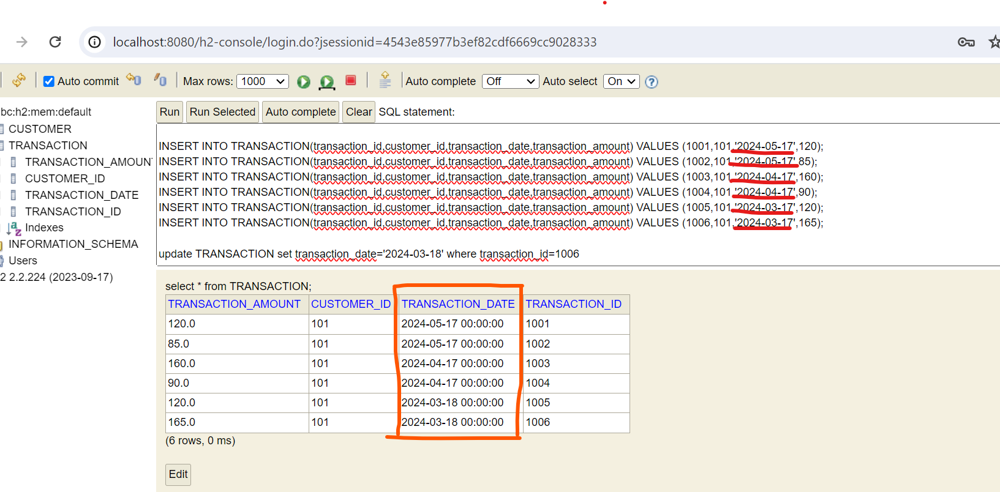 localhost:8080/h2-console/login.do?jsessionid=4543e85977b3ef82cdf6669cc9028333
Auto commit Max rows: 1000 Auto complete Off Auto select On
bc:h2:mem:default
CUSTOMER
TRANSACTION
TRANSACTION_AMOUN
CUSTOMER_ID
TRANSACTION_DATE
TRANSACTION_ID
Indexes
INFORMATION_SCHEMA
Users
2 2.2.224 (2023-09-17)
Run Run Selected Auto complete Clear SQL statement:
INSERT INTO TRANSACTION(transaction_id,customer_id,transaction_date,transaction_amount) VALUES (1001,101,'2024-05-17',120);
INSERT INTO TRANSACTION(transaction_id,customer_id,transaction_date,transaction_amount) VALUES (1002,101,'2024-05-17',85);
INSERT INTO TRANSACTION(transaction_id,customer_id,transaction_date,transaction_amount) VALUES (1003,101,'2024-04-17',160);
INSERT INTO TRANSACTION(transaction_id,customer_id,transaction_date,transaction_amount) VALUES (1004,101,'2024-04-17',90);
INSERT INTO TRANSACTION(transaction_id,customer_id,transaction_date,transaction_amount) VALUES (1005,101,'2024-03-17',120);
INSERT INTO TRANSACTION(transaction_id,customer_id,transaction_date,transaction_amount) VALUES (1006,101,'2024-03-17',165);
update TRANSACTION set transaction_date='2024-03-18' where transaction_id=1006
select * from TRANSACTION;
TRANSACTION_AMOUNT CUSTOMER_ID TRANSACTION_DATE TRANSACTION_ID
120.0 101 2024-05-17 00:00:00 1001
85.0 101 2024-05-17 00:00:00 1002
160.0 101 2024-04-17 00:00:00 1003
90.0 101 2024-04-17 00:00:00 1004
120.0 101 2024-03-18 00:00:00 1005
165.0 101 2024-03-18 00:00:00 1006
(6 rows, 0 ms)
Edit